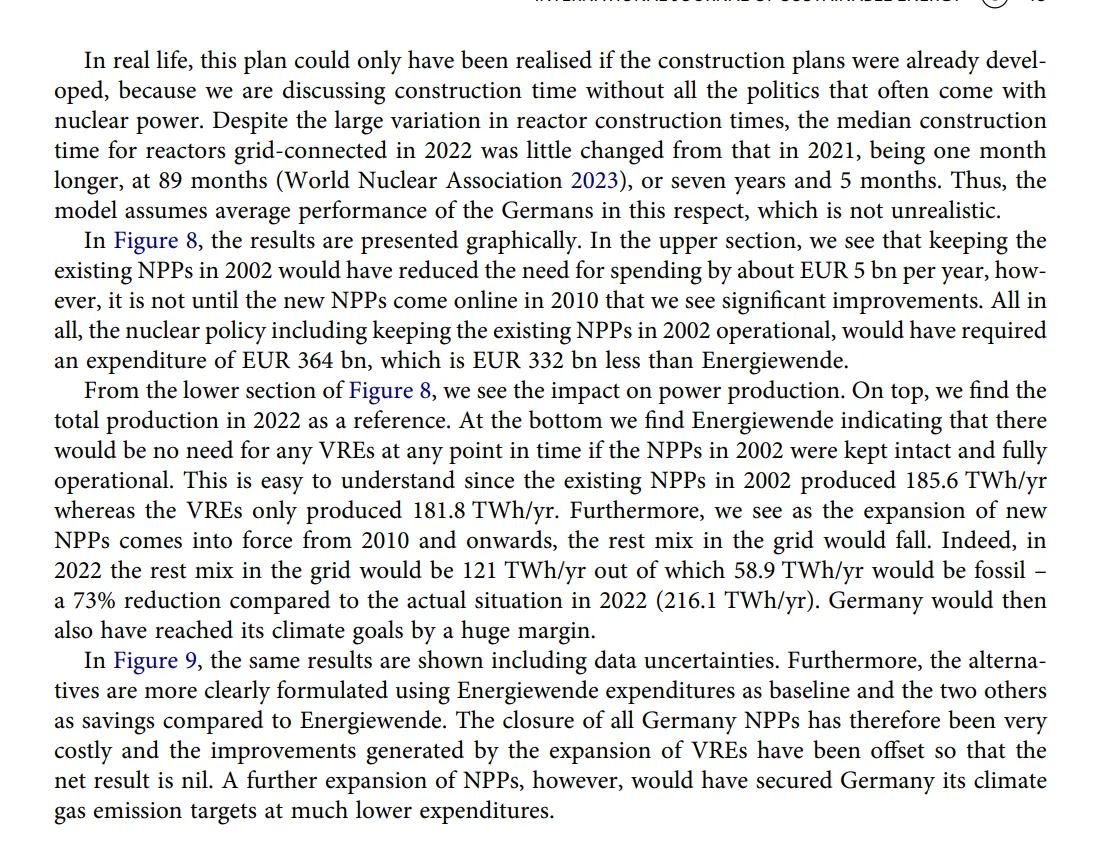 INTERNATIONAL JOURNAL OF SUSTAINABLE ENERGY
In real life, this plan could only have been realised if the construction plans were already devel-
oped, because we are discussing construction time without all the politics that often come with
nuclear power. Despite the large variation in reactor construction times, the median construction
time for reactors grid-connected in 2022 was little changed from that in 2021, being one month
longer, at 89 months (World Nuclear Association 2023), or seven years and 5 months. Thus, the
model assumes average performance of the Germans in this respect, which is not unrealistic.
In Figure 8, the results are presented graphically. In the upper section, we see that keeping the
existing NPPs in 2002 would have reduced the need for spending by about EUR 5 bn per year, how-
ever, it is not until the new NPPs come online in 2010 that we see significant improvements. All in
all, the nuclear policy including keeping the existing NPPs in 2002 operational, would have required
an expenditure of EUR 364 bn, which is EUR 332 bn less than Energiewende.
From the lower section of Figure 8, we see the impact on power production. On top, we find the
total production in 2022 as a reference. At the bottom we find Energiewende indicating that there
would be no need for any VREs at any point in time if the NPPs in 2002 were kept intact and fully
operational. This is easy to understand since the existing NPPs in 2002 produced 185.6 TWh/yr
whereas the VREs only produced 181.8 TWh/yr. Furthermore, we see as the expansion of new
NPPs comes into force from 2010 and onwards, the rest mix in the grid would fall. Indeed, in
2022 the rest mix in the grid would be 121 TWh/yr out of which 58.9 TWh/yr would be fossil –
a 73% reduction compared to the actual situation in 2022 (216.1 TWh/yr). Germany would then
also have reached its climate goals by a huge margin.
In Figure 9, the same results are shown including data uncertainties. Furthermore, the alterna-
tives are more clearly formulated using Energiewende expenditures as baseline and the two others
as savings compared to Energiewende. The closure of all Germany NPPs has therefore been very
costly and the improvements generated by the expansion of VREs have been offset so that the
net result is nil. A further expansion of NPPs, however, would have secured Germany its climate
gas emission targets at much lower expenditures.